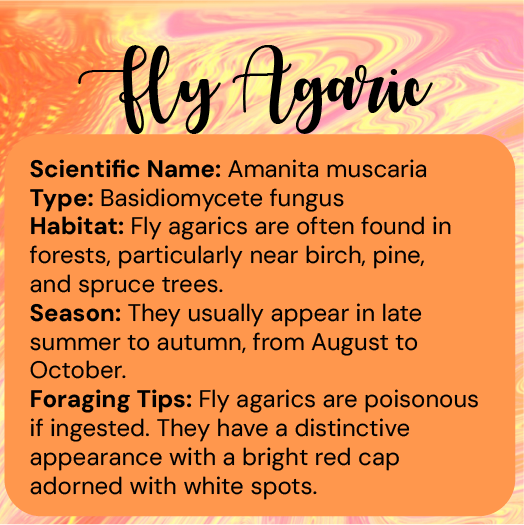 Fly Agaric
Scientific Name: Amanita muscaria
Type: Basidiomycete fungus
Habitat: Fly agarics are often found in
forests, particularly near birch, pine,
and spruce trees.
Season: They usually appear in late
summer to autumn, from August to
October.
Foraging Tips: Fly agarics are poisonous
if ingested. They have a distinctive
appearance with a bright red cap
adorned with white spots.